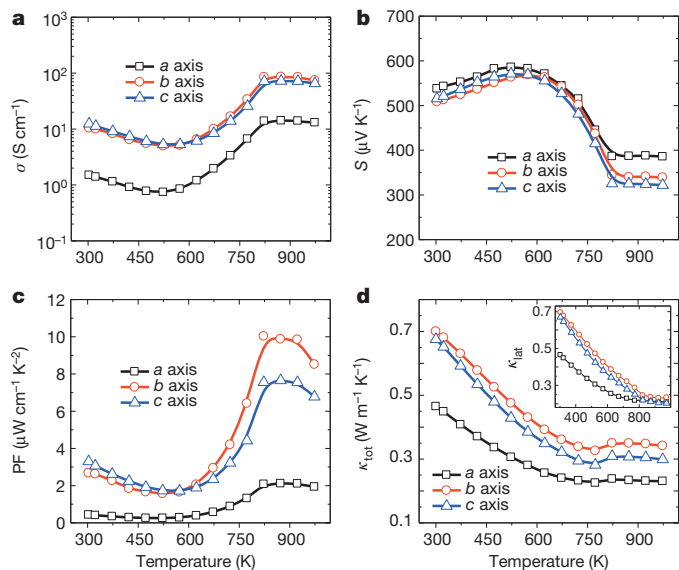 a
10³
10²
10¹
10⁰
10⁻¹
σ (S cm⁻¹)
a axis
b axis
c axis
300 450 600 750 900
b
600
500
400
300
200
S (μV K⁻¹)
a axis
b axis
c axis
300 450 600 750 900
c
12
10
8
6
4
2
0
PF (μW cm⁻¹ K⁻²)
a axis
b axis
c axis
300 450 600 750 900
Temperature (K)
d
0.7
0.5
0.3
0.1
κtot (W m⁻¹ K⁻¹)
0.7
0.5
0.3
κlat
400 600 800
a axis
b axis
c axis
300 450 600 750 900
Temperature (K)